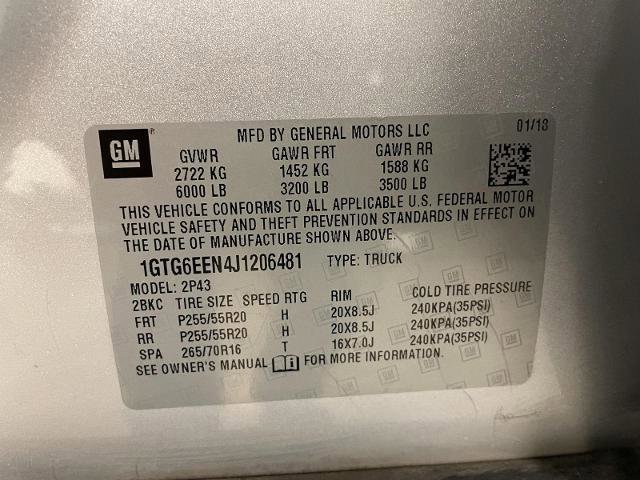 GM
MFD BY GENERAL MOTORS LLC 01/18
GVWR GAWR FRT GAWR RR
2722 KG 1452 KG 1588 KG
6000 LB 3200 LB 3500 LB
THIS VEHICLE CONFORMS TO ALL APPLICABLE U.S. FEDERAL MOTOR
VEHICLE SAFETY AND THEFT PREVENTION STANDARDS IN EFFECT ON
THE DATE OF MANUFACTURE SHOWN ABOVE.
1GTG6EEN4J1206481 TYPE: TRUCK
MODEL: 2P43
2BKC TIRE SIZE SPEED RTG RIM COLD TIRE PRESSURE
FRT P255/55R20 H 20X8.5J 240KPA(35PSI)
RR P255/55R20 H 20X8.5J 240KPA(35PSI)
SPA 265/70R16 T 16X7.0J 240KPA(35PSI)
SEE OWNER'S MANUAL FOR MORE INFORMATION.